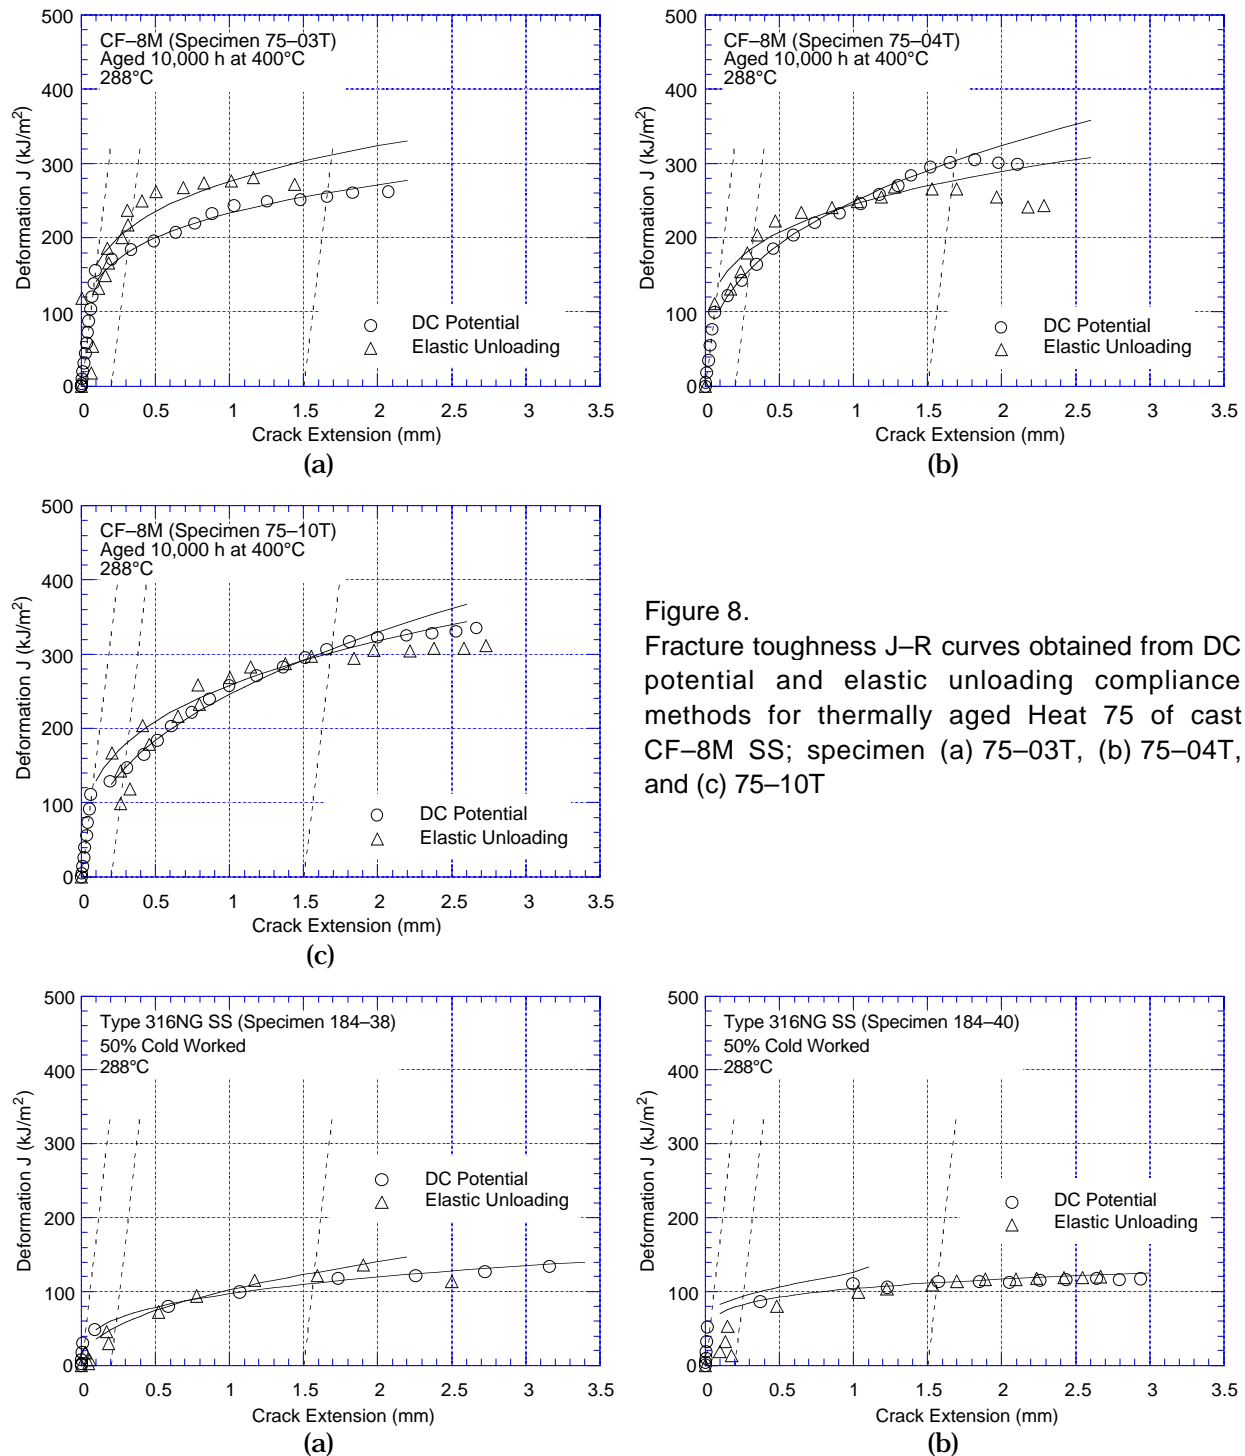 500
400
300
200
100
0
Deformation J (kJ/m²)
CF–8M (Specimen 75–03T)
Aged 10,000 h at 400°C
288°C
DC Potential
Elastic Unloading
0 0.5 1 1.5 2 2.5 3 3.5
Crack Extension (mm)
(a)
500
400
300
200
100
0
Deformation J (kJ/m²)
CF–8M (Specimen 75–04T)
Aged 10,000 h at 400°C
288°C
DC Potential
Elastic Unloading
0 0.5 1 1.5 2 2.5 3 3.5
Crack Extension (mm)
(b)
500
400
300
200
100
0
Deformation J (kJ/m²)
CF–8M (Specimen 75–10T)
Aged 10,000 h at 400°C
288°C
DC Potential
Elastic Unloading
0 0.5 1 1.5 2 2.5 3 3.5
Crack Extension (mm)
(c)
Figure 8.
Fracture toughness J–R curves obtained from DC
potential and elastic unloading compliance
methods for thermally aged Heat 75 of cast
CF–8M SS; specimen (a) 75–03T, (b) 75–04T,
and (c) 75–10T
500
400
300
200
100
0
Deformation J (kJ/m²)
Type 316NG SS (Specimen 184–38)
50% Cold Worked
288°C
DC Potential
Elastic Unloading
0 0.5 1 1.5 2 2.5 3 3.5
Crack Extension (mm)
(a)
500
400
300
200
100
0
Deformation J (kJ/m²)
Type 316NG SS (Specimen 184–40)
50% Cold Worked
288°C
DC Potential
Elastic Unloading
0 0.5 1 1.5 2 2.5 3 3.5
Crack Extension (mm)
(b)